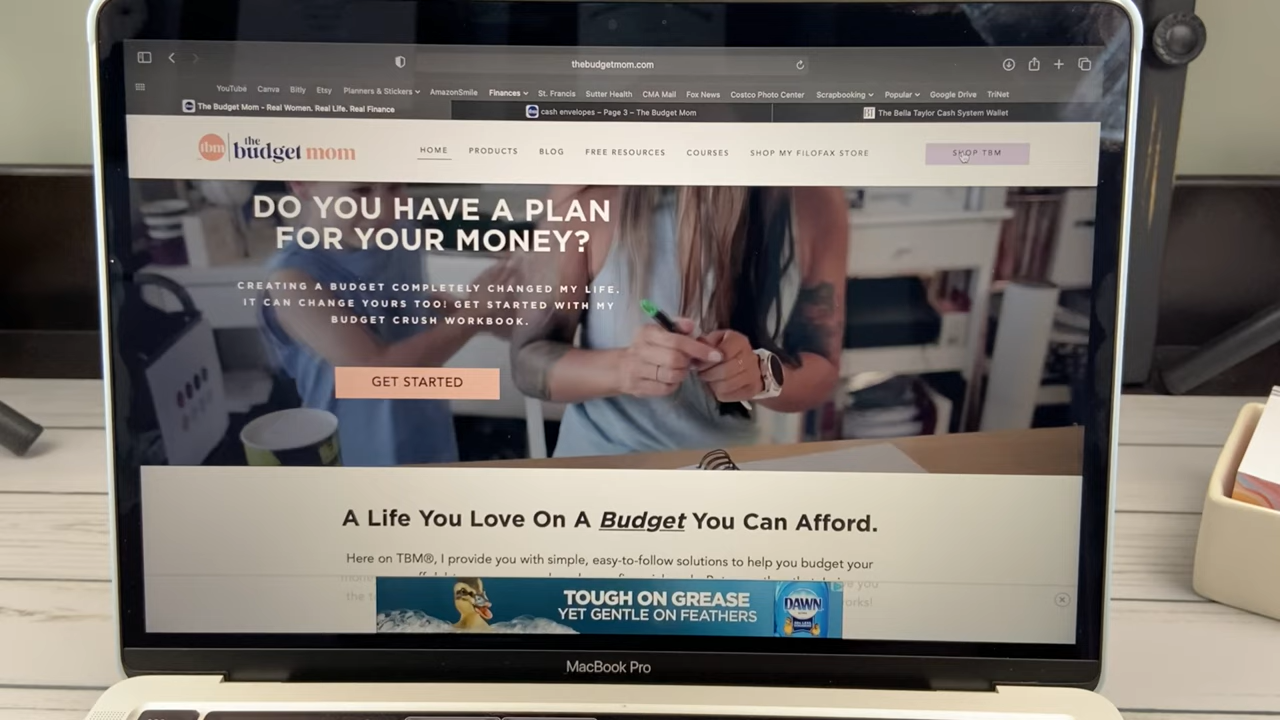 thebudgetmom.com
YouTube Canva Bitly Etsy Planners & Stickers AmazonSmile Finances St. Francis Sutter Health CMA Mail Fox News Costco Photo Center Scrapbooking Popular Google Drive TriNet
The Budget Mom - Real Women. Real Life. Real Finance
cash envelopes – Page 3 – The Budget Mom
The Bella Taylor Cash System Wallet
tbm the budget mom
HOME PRODUCTS BLOG FREE RESOURCES COURSES SHOP MY FILOFAX STORE SHOP TBM
DO YOU HAVE A PLAN
FOR YOUR MONEY?
CREATING A BUDGET COMPLETELY CHANGED MY LIFE.
IT CAN CHANGE YOURS TOO! GET STARTED WITH MY
BUDGET CRUSH WORKBOOK.
GET STARTED
A Life You Love On A Budget You Can Afford.
Here on TBM®, I provide you with simple, easy-to-follow solutions to help you budget your
TOUGH ON GREASE
YET GENTLE ON FEATHERS
DAWN
MacBook Pro